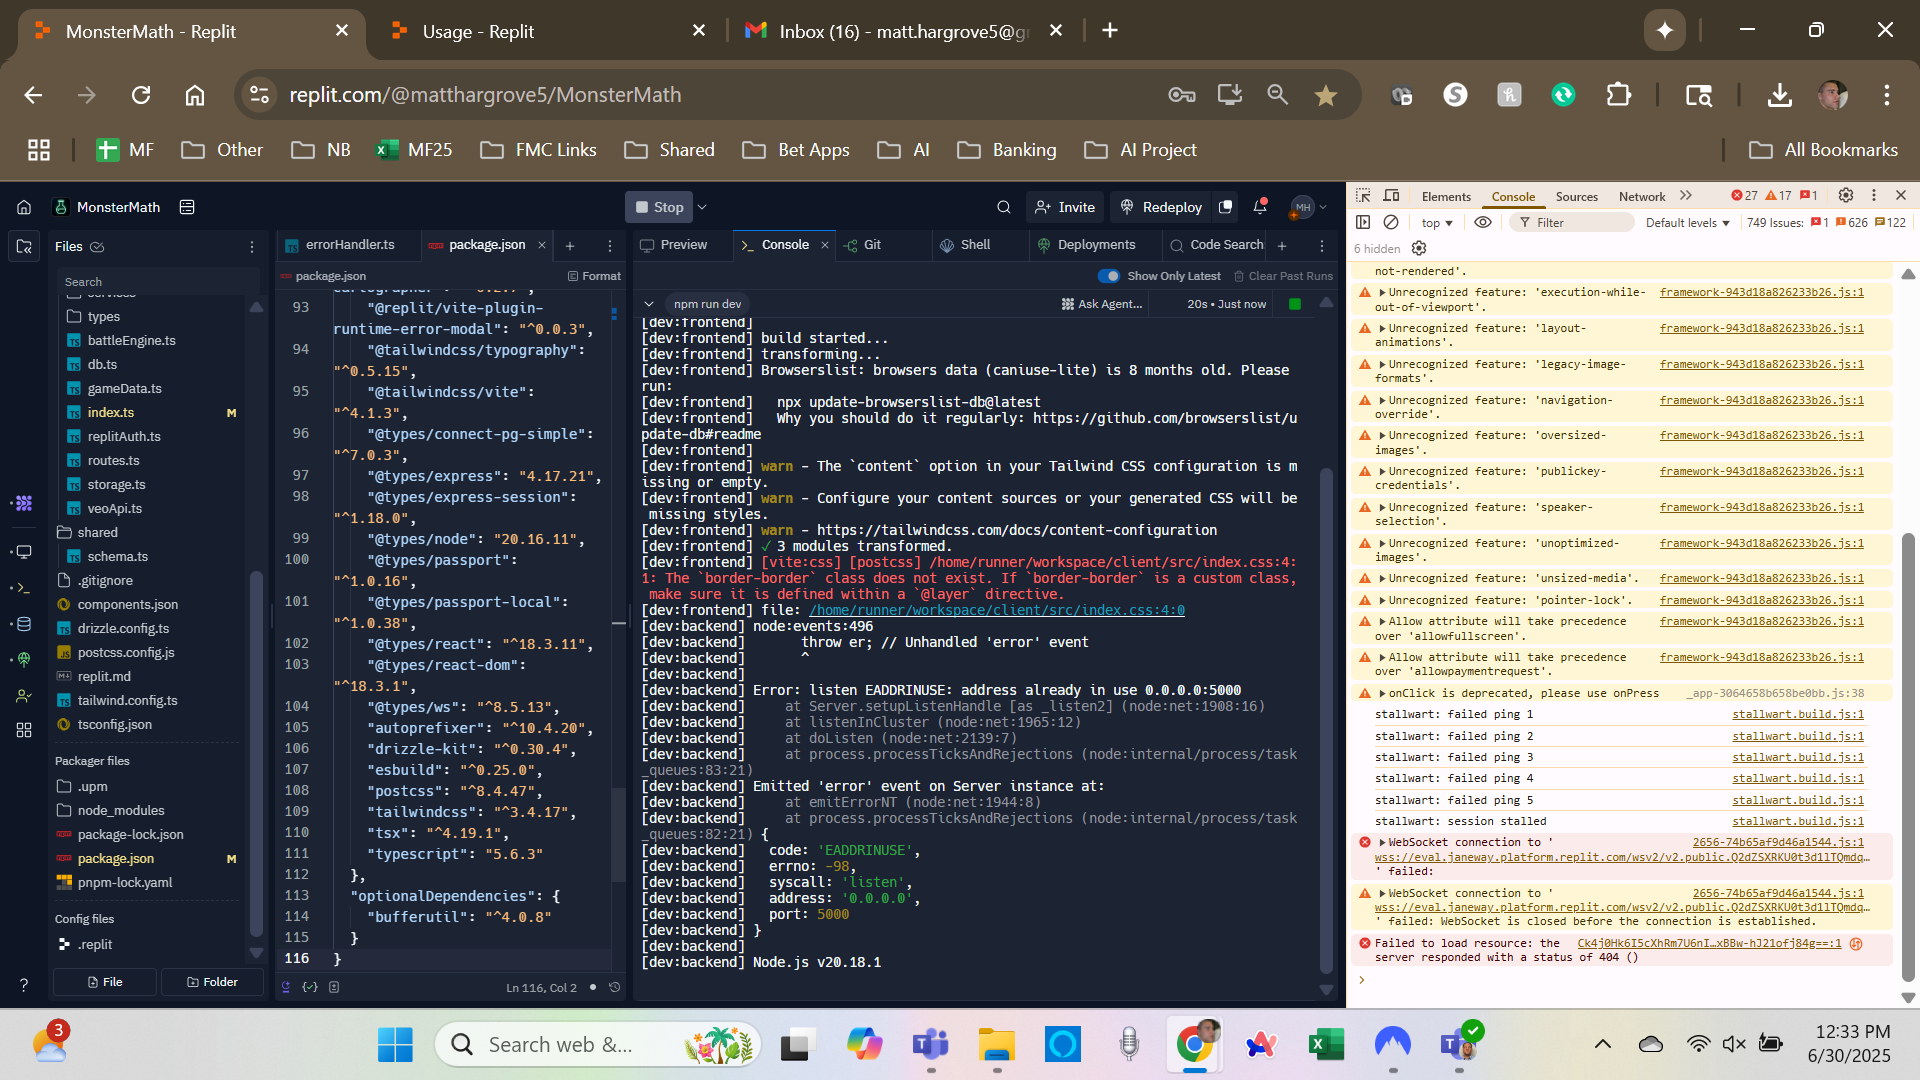 MonsterMath - Replit
Usage - Replit
Inbox (16) - matt.hargrove5@g
replit.com/@matthargrove5/MonsterMath
MF
Other
NB
MF25
FMC Links
Shared
Bet Apps
AI
Banking
AI Project
All Bookmarks
MonsterMath
Stop
Invite
Redeploy
MH
Files
Search
services
types
battleEngine.ts
db.ts
gameData.ts
index.ts M
replitAuth.ts
routes.ts
storage.ts
veoApi.ts
shared
schema.ts
.gitignore
components.json
drizzle.config.ts
postcss.config.js
replit.md
tailwind.config.ts
tsconfig.json
Packager files
.upm
node_modules
package-lock.json
package.json M
pnpm-lock.yaml
Config files
.replit
File
Folder
errorHandler.ts
package.json
package.json
Format
93 "@replit/vite-plugin-
runtime-error-modal": "^0.0.3",
94 "@tailwindcss/typography":
"^0.5.15",
95 "@tailwindcss/vite":
"^4.1.3",
96 "@types/connect-pg-simple":
"^7.0.3",
97 "@types/express": "4.17.21",
98 "@types/express-session":
"^1.18.0",
99 "@types/node": "20.16.11",
100 "@types/passport":
"^1.0.16",
101 "@types/passport-local":
"^1.0.38",
102 "@types/react": "^18.3.11",
103 "@types/react-dom":
"^18.3.1",
104 "@types/ws": "^8.5.13",
105 "autoprefixer": "^10.4.20",
106 "drizzle-kit": "^0.30.4",
107 "esbuild": "^0.25.0",
108 "postcss": "^8.4.47",
109 "tailwindcss": "^3.4.17",
110 "tsx": "^4.19.1",
111 "typescript": "5.6.3"
112 },
113 "optionalDependencies": {
114 "bufferutil": "^4.0.8"
115 }
116 }
Ln 116, Col 2
Preview
Console
Git
Shell
Deployments
Code Search
Show Only Latest
Clear Past Runs
npm run dev
Ask Agent...
20s • Just now
[dev:frontend]
[dev:frontend] build started...
[dev:frontend] transforming...
[dev:frontend] Browserslist: browsers data (caniuse-lite) is 8 months old. Please
run:
[dev:frontend] npx update-browserslist-db@latest
[dev:frontend] Why you should do it regularly: https://github.com/browserslist/u
pdate-db#readme
[dev:frontend]
[dev:frontend] warn - The `content` option in your Tailwind CSS configuration is m
issing or empty.
[dev:frontend] warn - Configure your content sources or your generated CSS will be
missing styles.
[dev:frontend] warn - https://tailwindcss.com/docs/content-configuration
[dev:frontend] ✓ 3 modules transformed.
[dev:frontend] [vite:css] [postcss] /home/runner/workspace/client/src/index.css:4:
1: The `border-border` class does not exist. If `border-border` is a custom class,
make sure it is defined within a `@layer` directive.
[dev:frontend] file: /home/runner/workspace/client/src/index.css:4:0
[dev:backend] node:events:496
[dev:backend] throw er; // Unhandled 'error' event
[dev:backend] ^
[dev:backend]
[dev:backend] Error: listen EADDRINUSE: address already in use 0.0.0.0:5000
[dev:backend] at Server.setupListenHandle [as _listen2] (node:net:1908:16)
[dev:backend] at listenInCluster (node:net:1965:12)
[dev:backend] at doListen (node:net:2139:7)
[dev:backend] at process.processTicksAndRejections (node:internal/process/task
_queues:83:21)
[dev:backend] Emitted 'error' event on Server instance at:
[dev:backend] at emitErrorNT (node:net:1944:8)
[dev:backend] at process.processTicksAndRejections (node:internal/process/task
_queues:82:21) {
[dev:backend] code: 'EADDRINUSE',
[dev:backend] errno: -98,
[dev:backend] syscall: 'listen',
[dev:backend] address: '0.0.0.0',
[dev:backend] port: 5000
[dev:backend] }
[dev:backend]
[dev:backend] Node.js v20.18.1
Elements
Console
Sources
Network
27
17
1
top
Filter
Default levels
749 Issues: 1 626 122
6 hidden
not-rendered'.
Unrecognized feature: 'execution-while- framework-943d18a826233b26.js:1
out-of-viewport'.
Unrecognized feature: 'layout- framework-943d18a826233b26.js:1
animations'.
Unrecognized feature: 'legacy-image- framework-943d18a826233b26.js:1
formats'.
Unrecognized feature: 'navigation- framework-943d18a826233b26.js:1
override'.
Unrecognized feature: 'oversized- framework-943d18a826233b26.js:1
images'.
Unrecognized feature: 'publickey- framework-943d18a826233b26.js:1
credentials'.
Unrecognized feature: 'speaker- framework-943d18a826233b26.js:1
selection'.
Unrecognized feature: 'unoptimized- framework-943d18a826233b26.js:1
images'.
Unrecognized feature: 'unsized-media'. framework-943d18a826233b26.js:1
Unrecognized feature: 'pointer-lock'. framework-943d18a826233b26.js:1
Allow attribute will take precedence framework-943d18a826233b26.js:1
over 'allowfullscreen'.
Allow attribute will take precedence framework-943d18a826233b26.js:1
over 'allowpaymentrequest'.
onClick is deprecated, please use onPress _app-3064658b658be0bb.js:38
stallwart: failed ping 1 stallwart.build.js:1
stallwart: failed ping 2 stallwart.build.js:1
stallwart: failed ping 3 stallwart.build.js:1
stallwart: failed ping 4 stallwart.build.js:1
stallwart: failed ping 5 stallwart.build.js:1
stallwart: session stalled stallwart.build.js:1
WebSocket connection to ' 2656-74b65af9d46a1544.js:1
wss://eval.janeway.platform.replit.com/wsv2/v2.public.Q2dZSXRKU0t3d1lTQmdq…
' failed:
WebSocket connection to ' 2656-74b65af9d46a1544.js:1
wss://eval.janeway.platform.replit.com/wsv2/v2.public.Q2dZSXRKU0t3d1lTQmdq…
' failed: WebSocket is closed before the connection is established.
Failed to load resource: the Ck4j0Hk6I5cXhRm7U6nI…xBBw-hJ21ofj84g==:1
server responded with a status of 404 ()
3
Search web &...
12:33 PM
6/30/2025